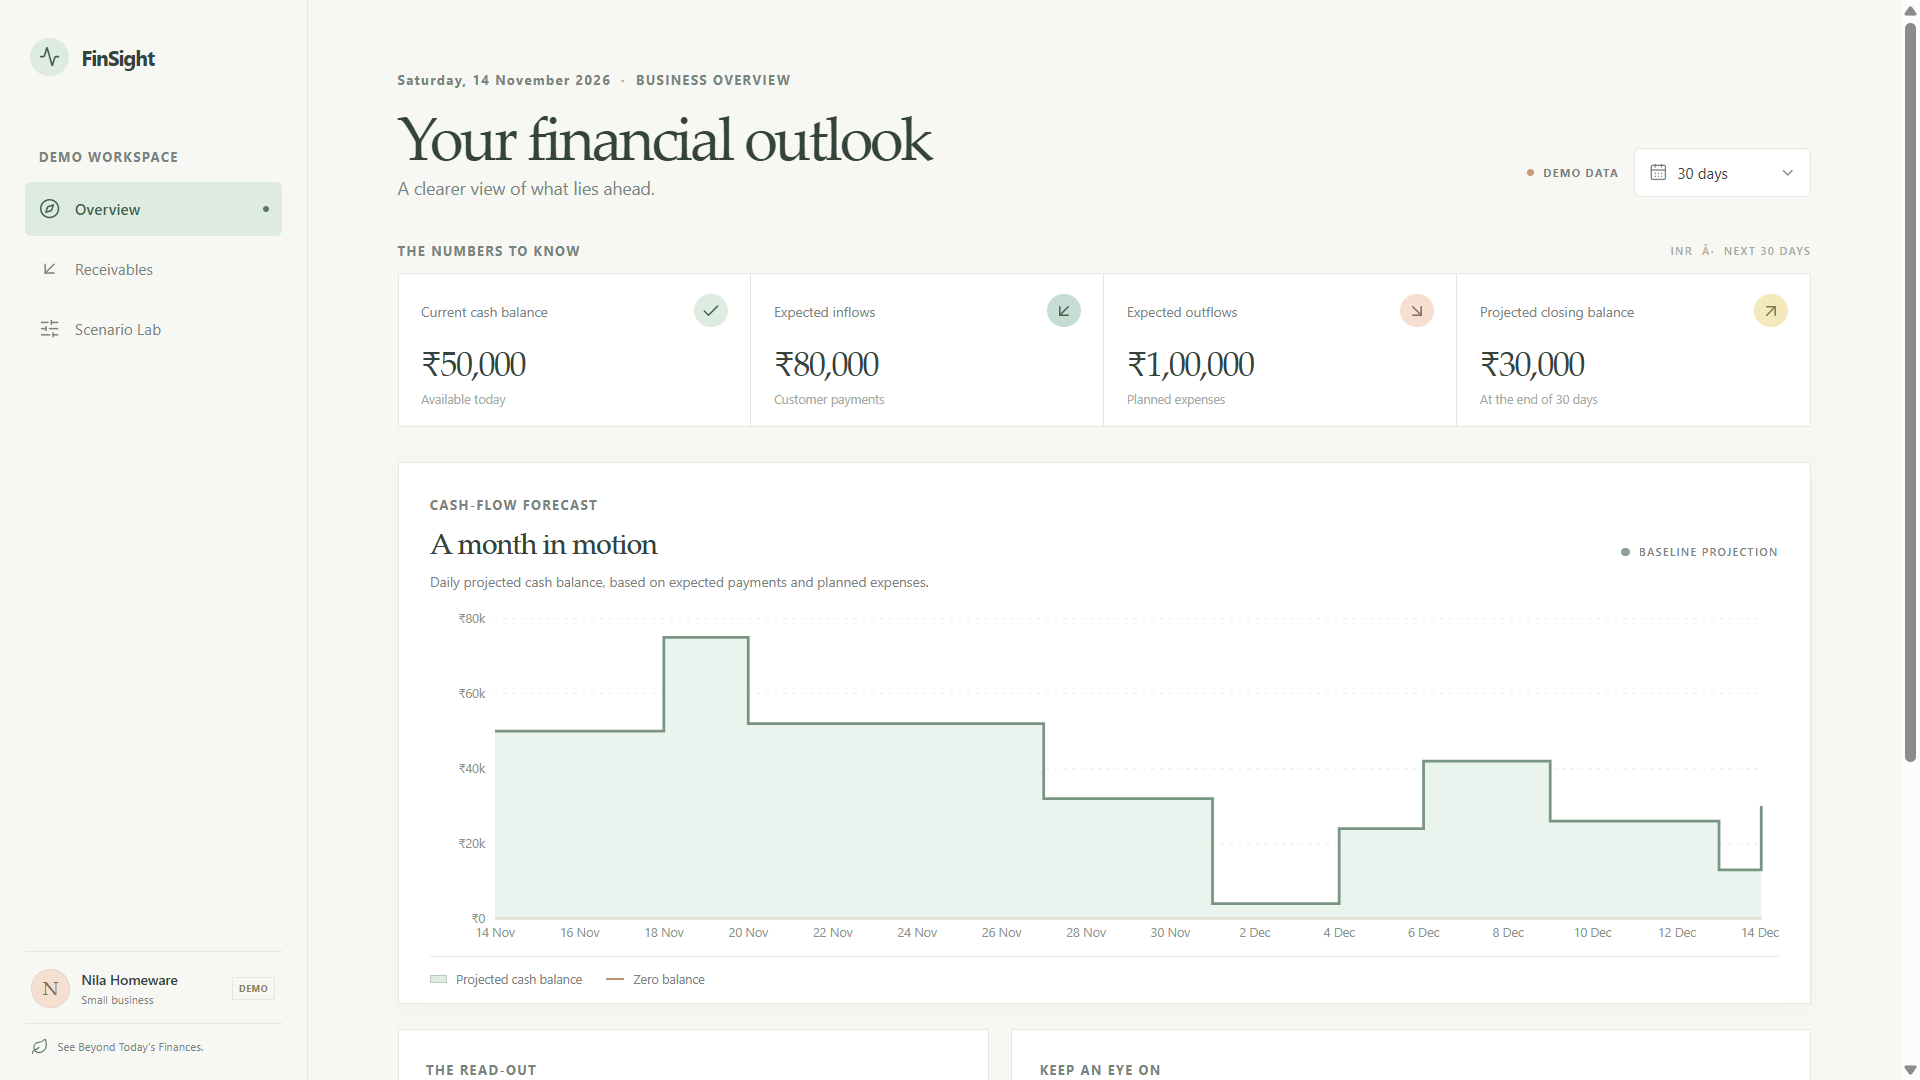 FinSight
DEMO WORKSPACE
Overview
Receivables
Scenario Lab
Nila Homeware
Small business
DEMO
See Beyond Today's Finances.
Saturday, 14 November 2026 · BUSINESS OVERVIEW
Your financial outlook
A clearer view of what lies ahead.
DEMO DATA
30 days
THE NUMBERS TO KNOW
INR Â· NEXT 30 DAYS
Current cash balance
₹50,000
Available today
Expected inflows
₹80,000
Customer payments
Expected outflows
₹1,00,000
Planned expenses
Projected closing balance
₹30,000
At the end of 30 days
CASH-FLOW FORECAST
A month in motion
Daily projected cash balance, based on expected payments and planned expenses.
BASELINE PROJECTION
₹80k
₹60k
₹40k
₹20k
₹0
14 Nov 16 Nov 18 Nov 20 Nov 22 Nov 24 Nov 26 Nov 28 Nov 30 Nov 2 Dec 4 Dec 6 Dec 8 Dec 10 Dec 12 Dec 14 Dec
Projected cash balance Zero balance
THE READ-OUT
KEEP AN EYE ON
N